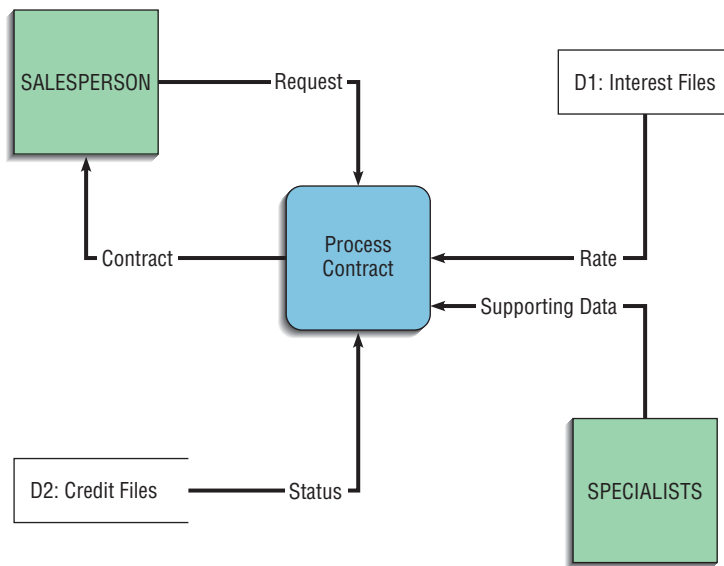 SALESPERSON
Request
D1: Interest Files
Process
Contract
Contract
Rate
Supporting Data
D2: Credit Files
Status
SPECIALISTS